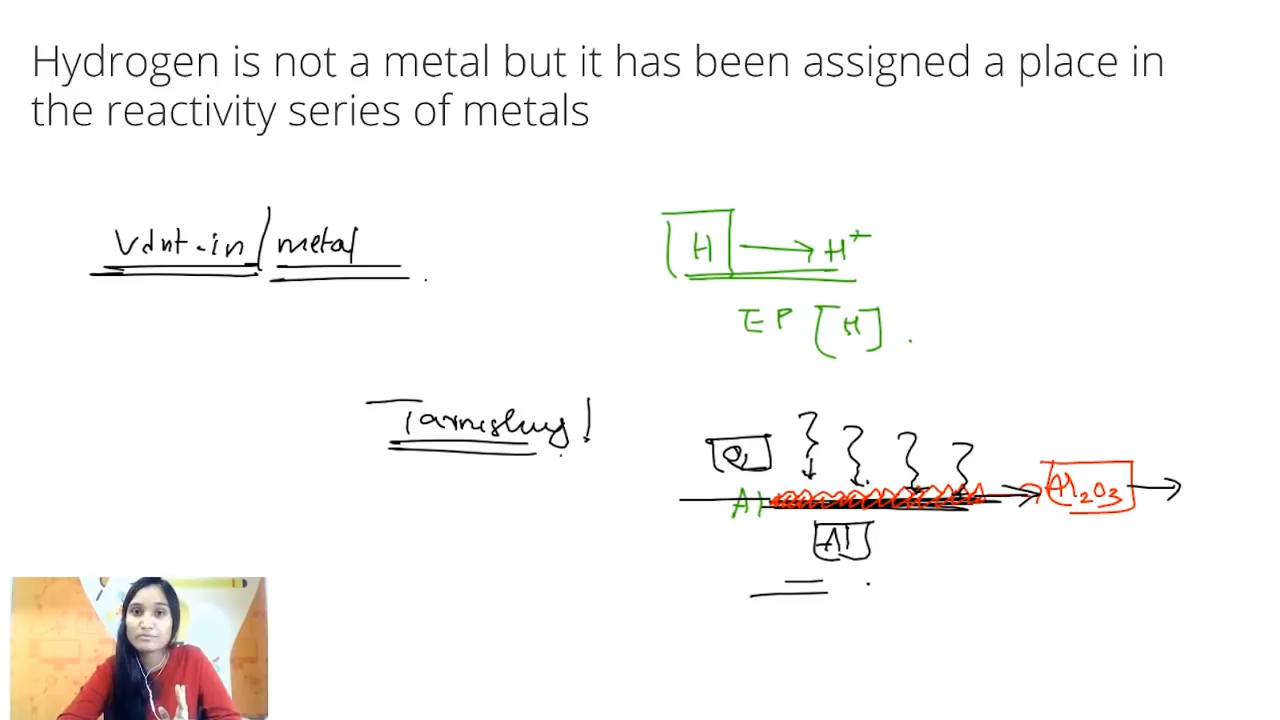 Hydrogen is not a metal but it has been assigned a place in
the reactivity series of metals
metal
H → H⁺
EP [H].
Tarnishing!
O₂
Al
Al₂O₃
Al